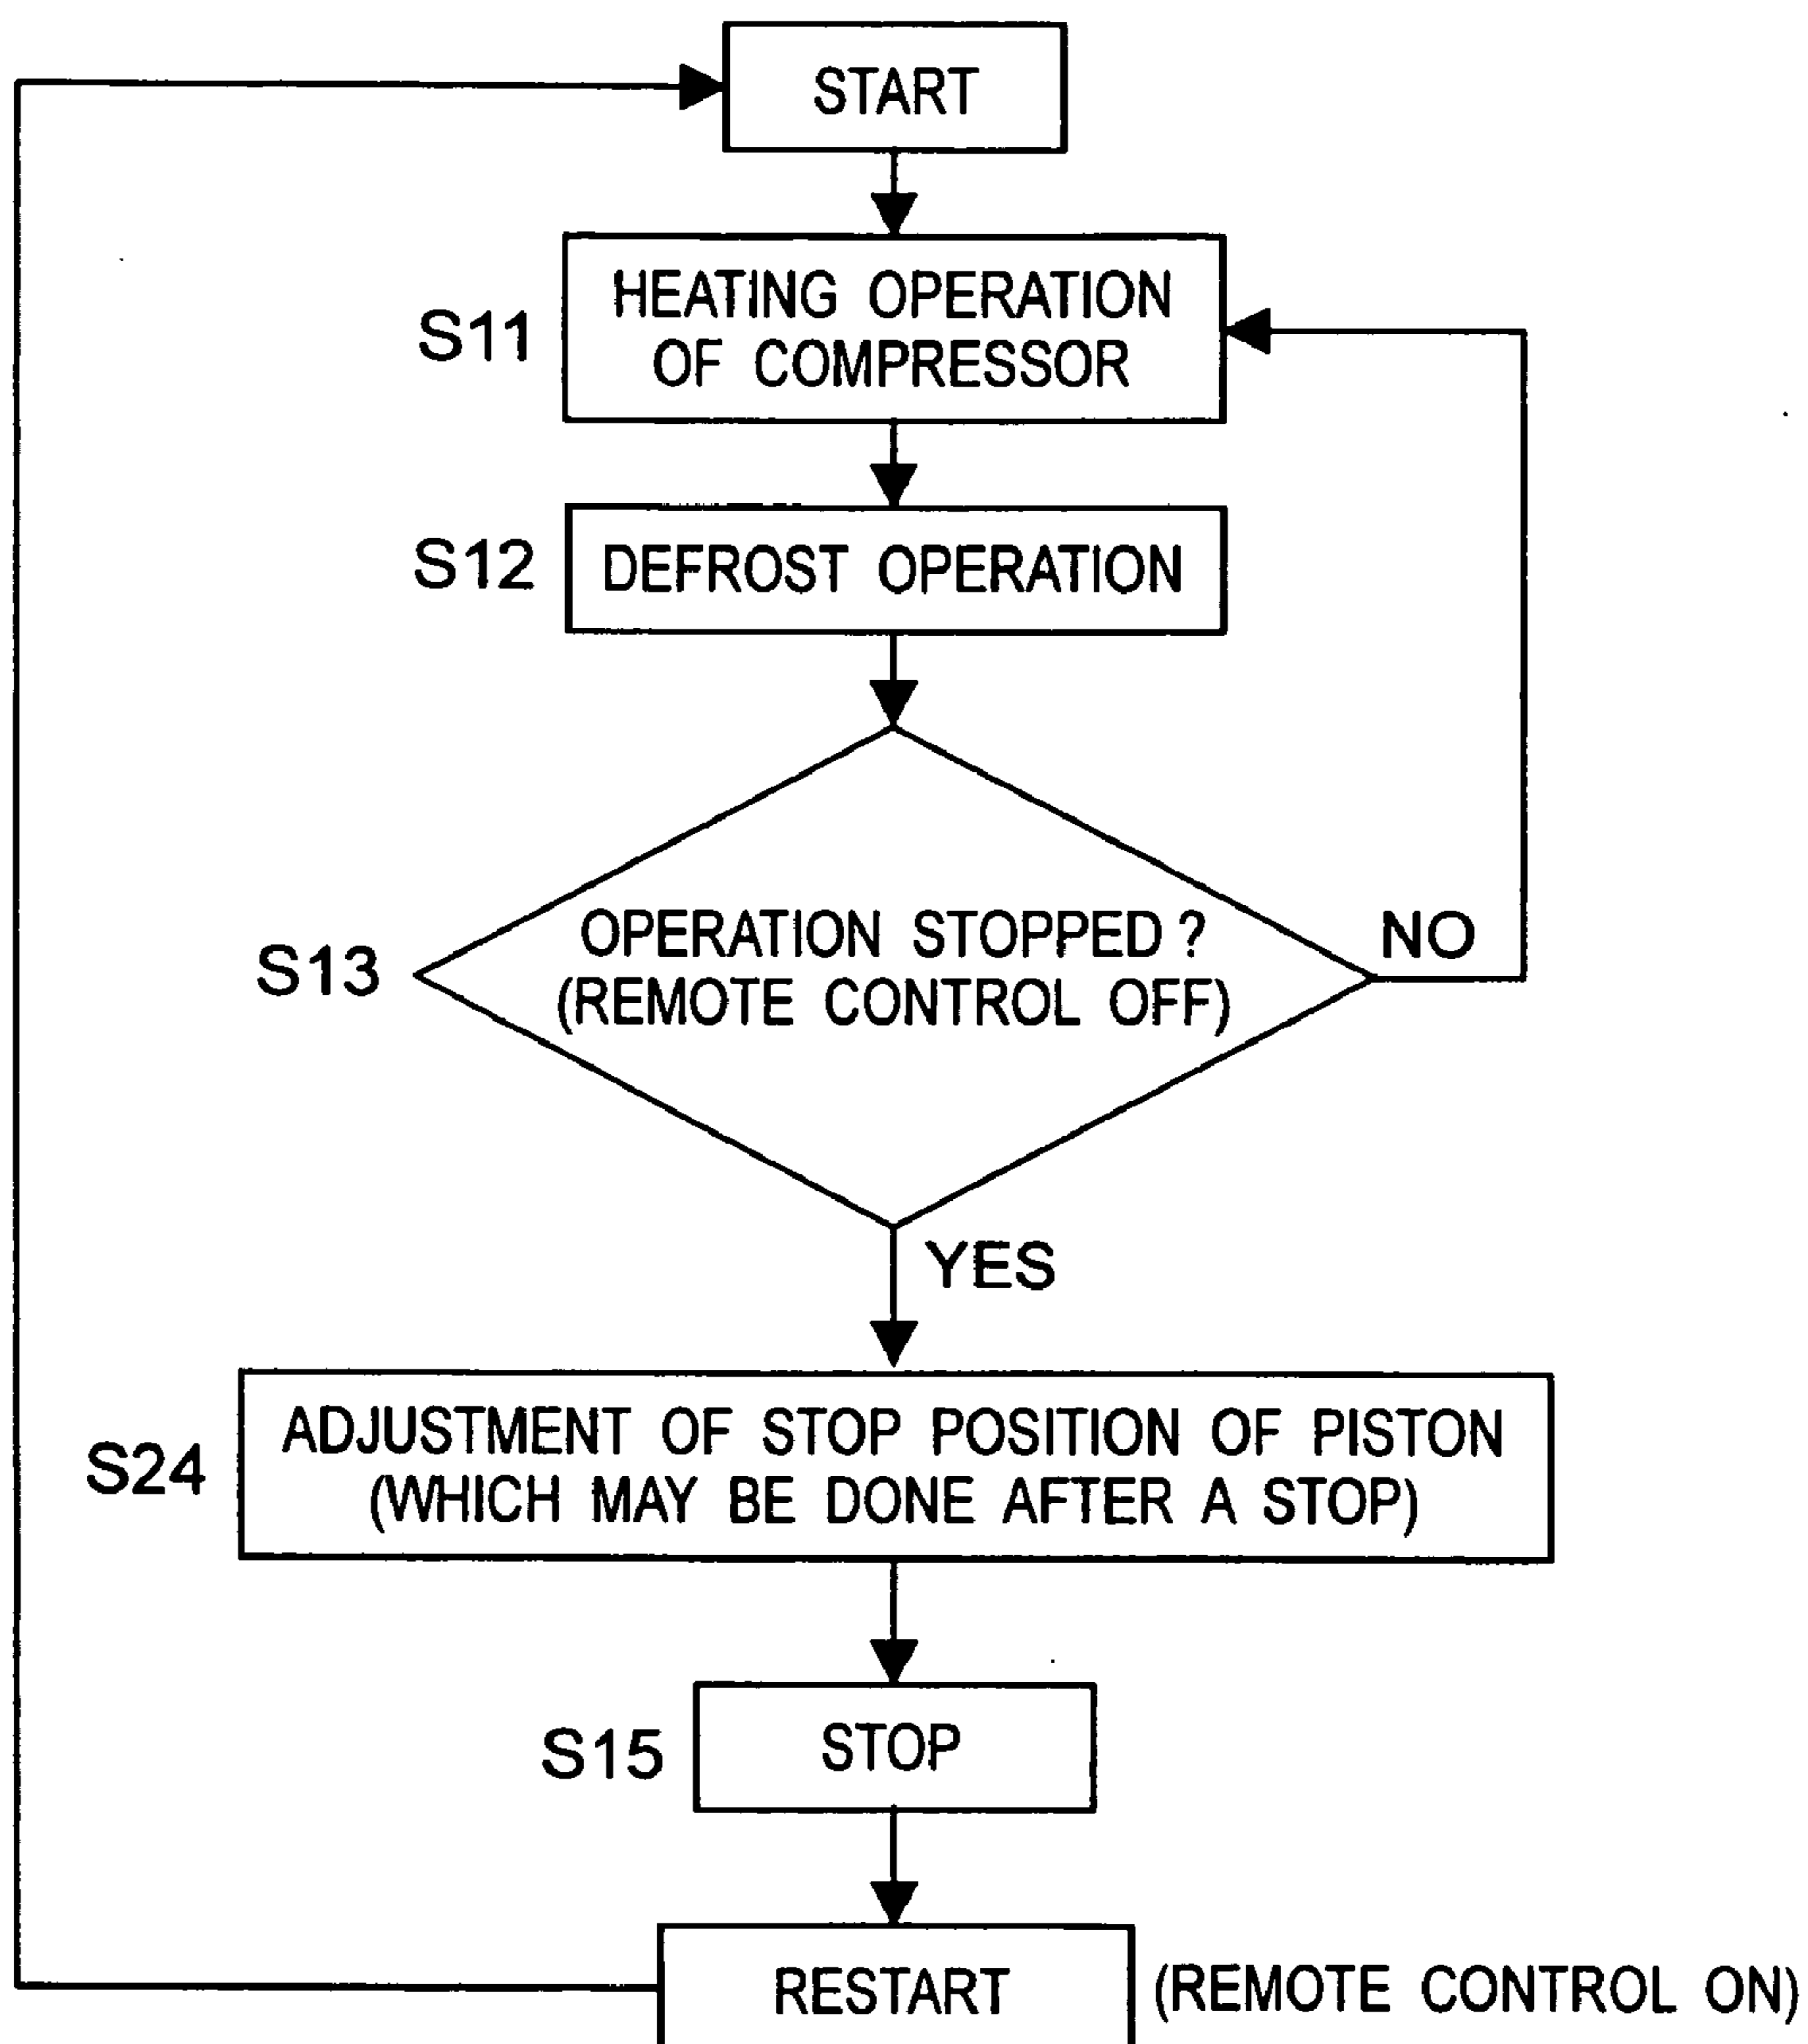 START
S11
HEATING OPERATION
OF COMPRESSOR
S12
DEFROST OPERATION
S13
OPERATION STOPPED ?
(REMOTE CONTROL OFF)
NO
YES
S24
ADJUSTMENT OF STOP POSITION OF PISTON
(WHICH MAY BE DONE AFTER A STOP)
S15
STOP
RESTART
(REMOTE CONTROL ON)